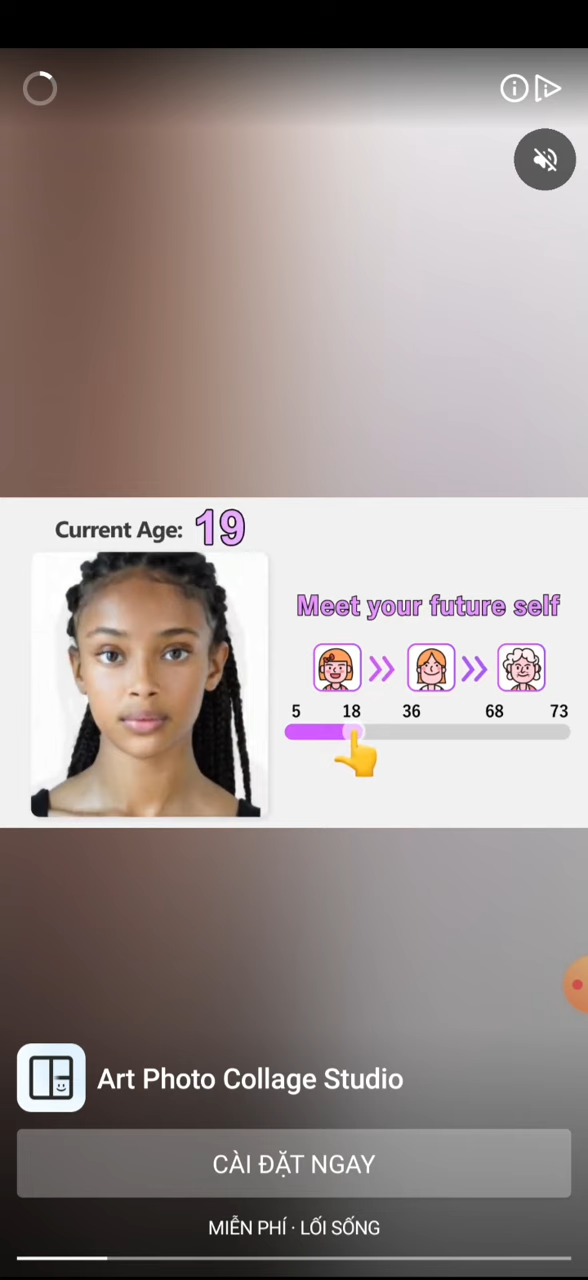 Current Age: 19
Meet your future self
5 18 36 68 73
Art Photo Collage Studio
CÀI ĐẶT NGAY
MIỄN PHÍ · LỐI SỐNG